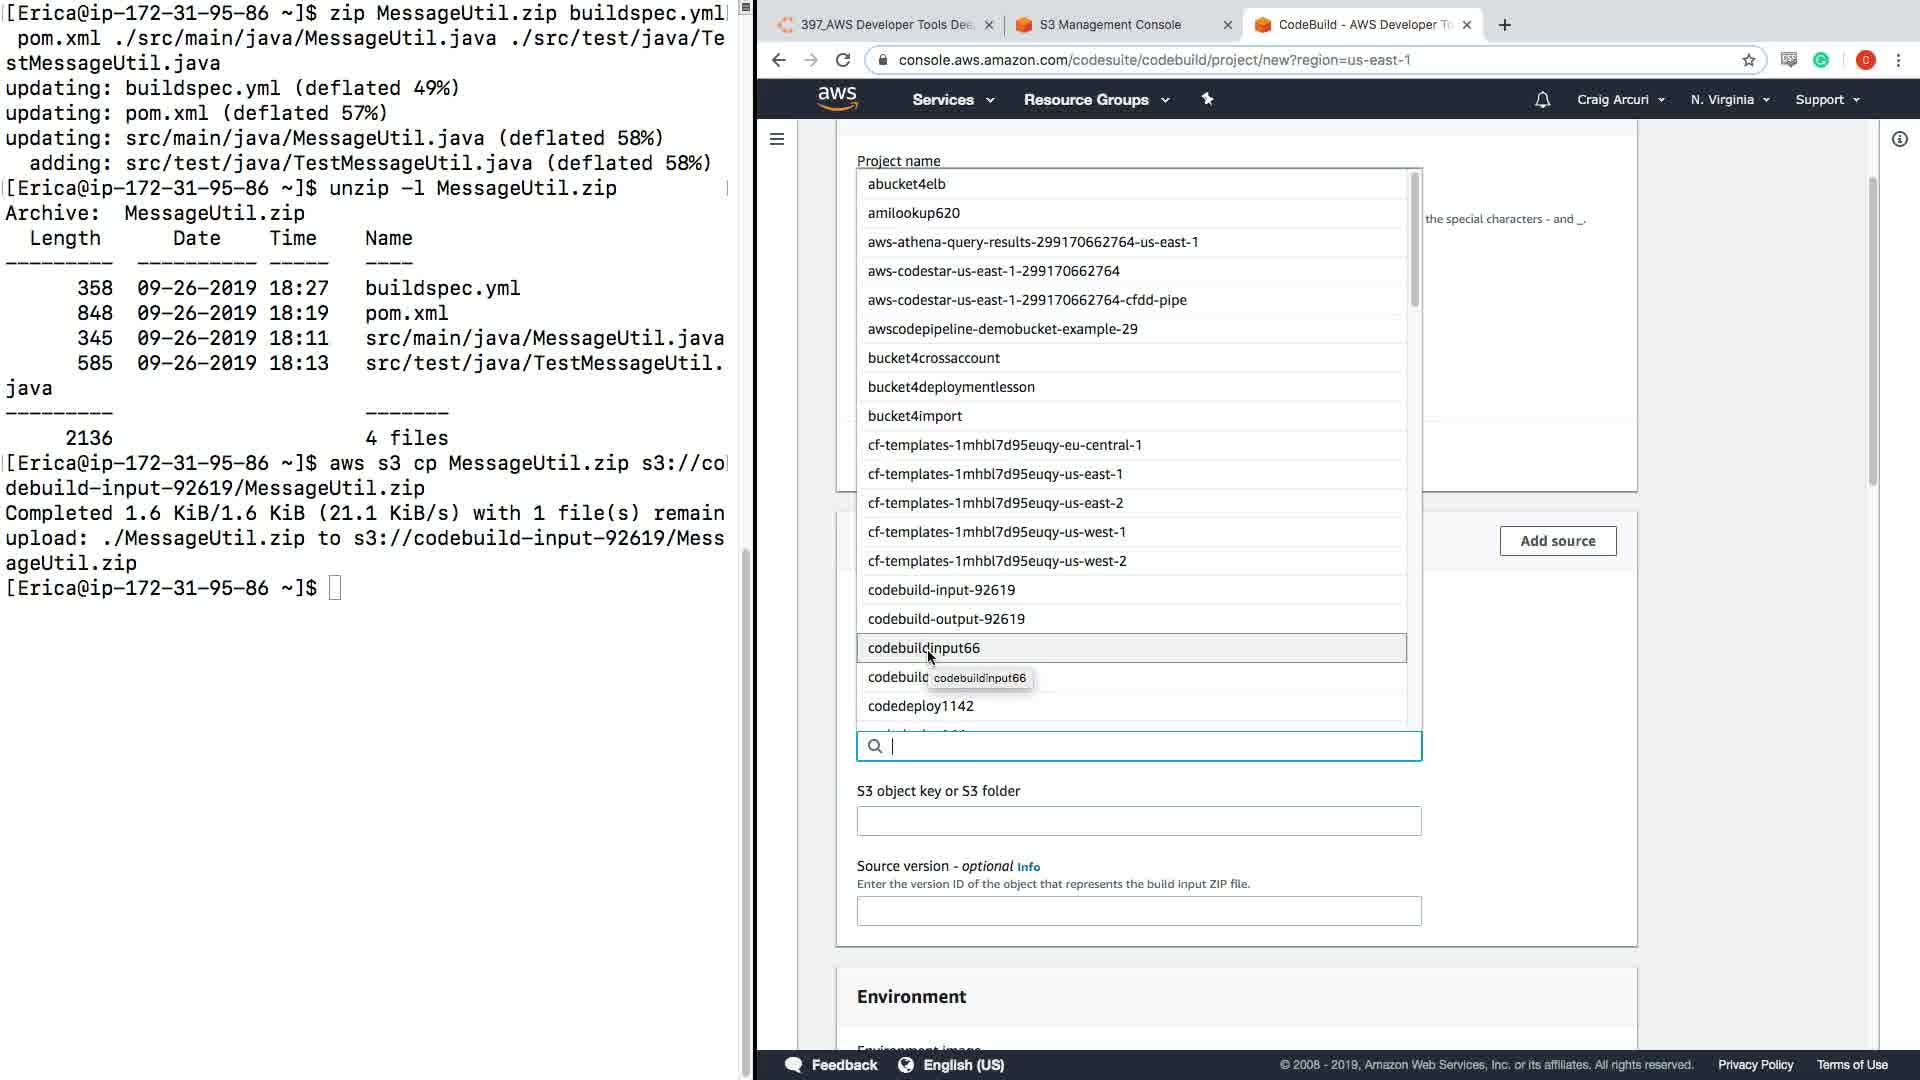 [Erica@ip-172-31-95-86 ~]$ zip MessageUtil.zip buildspec.yml
pom.xml ./src/main/java/MessageUtil.java ./src/test/java/Te
stMessageUtil.java
updating: buildspec.yml (deflated 49%)
updating: pom.xml (deflated 57%)
updating: src/main/java/MessageUtil.java (deflated 58%)
  adding: src/test/java/TestMessageUtil.java (deflated 58%)
[Erica@ip-172-31-95-86 ~]$ unzip -l MessageUtil.zip
Archive:  MessageUtil.zip
  Length      Date    Time    Name
---------  ---------- -----   ----
      358  09-26-2019 18:27   buildspec.yml
      848  09-26-2019 18:19   pom.xml
      345  09-26-2019 18:11   src/main/java/MessageUtil.java
      585  09-26-2019 18:13   src/test/java/TestMessageUtil.
java
---------                     -------
     2136                     4 files
[Erica@ip-172-31-95-86 ~]$ aws s3 cp MessageUtil.zip s3://co
debuild-input-92619/MessageUtil.zip
Completed 1.6 KiB/1.6 KiB (21.1 KiB/s) with 1 file(s) remain
upload: ./MessageUtil.zip to s3://codebuild-input-92619/Mess
ageUtil.zip
[Erica@ip-172-31-95-86 ~]$
397_AWS Developer Tools Dee
S3 Management Console
CodeBuild - AWS Developer To
console.aws.amazon.com/codesuite/codebuild/project/new?region=us-east-1
aws
Services
Resource Groups
Craig Arcuri
N. Virginia
Support
Project name
abucket4elb
amilookup620
the special characters - and _.
aws-athena-query-results-299170662764-us-east-1
aws-codestar-us-east-1-299170662764
aws-codestar-us-east-1-299170662764-cfdd-pipe
awscodepipeline-demobucket-example-29
bucket4crossaccount
bucket4deploymentlesson
bucket4import
cf-templates-1mhbl7d95euqy-eu-central-1
cf-templates-1mhbl7d95euqy-us-east-1
cf-templates-1mhbl7d95euqy-us-east-2
cf-templates-1mhbl7d95euqy-us-west-1
Add source
cf-templates-1mhbl7d95euqy-us-west-2
codebuild-input-92619
codebuild-output-92619
codebuildinput66
codebuild
codebuildinput66
codedeploy1142
S3 object key or S3 folder
Source version - optional Info
Enter the version ID of the object that represents the build input ZIP file.
Environment
Environment image
Feedback
English (US)
© 2008 - 2019, Amazon Web Services, Inc. or its affiliates. All rights reserved.
Privacy Policy
Terms of Use